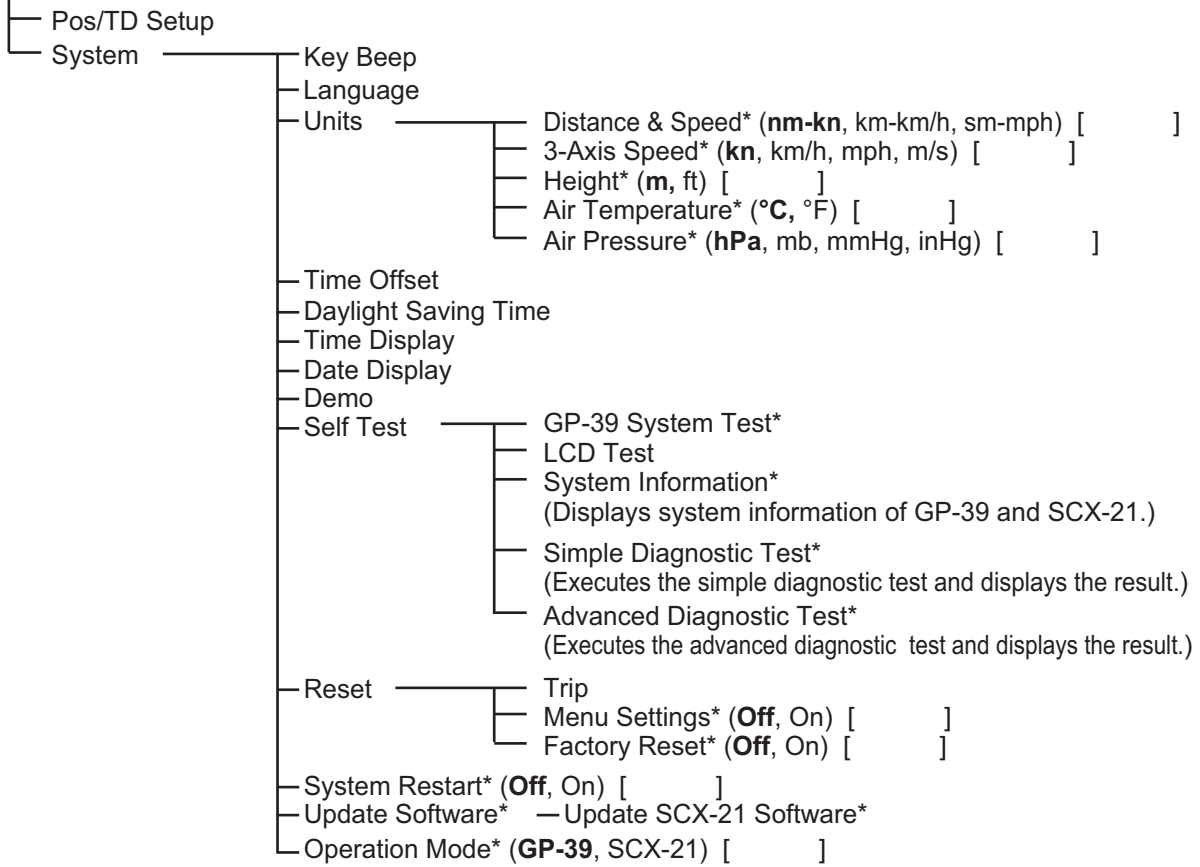 Pos/TD Setup
System
Key Beep
Language
Units
Distance & Speed* (nm-kn, km-km/h, sm-mph) [ ]
3-Axis Speed* (kn, km/h, mph, m/s) [ ]
Height* (m, ft) [ ]
Air Temperature* (°C, °F) [ ]
Air Pressure* (hPa, mb, mmHg, inHg) [ ]
Time Offset
Daylight Saving Time
Time Display
Date Display
Demo
Self Test
GP-39 System Test*
LCD Test
System Information*
(Displays system information of GP-39 and SCX-21.)
Simple Diagnostic Test*
(Executes the simple diagnostic test and displays the result.)
Advanced Diagnostic Test*
(Executes the advanced diagnostic test and displays the result.)
Reset
Trip
Menu Settings* (Off, On) [ ]
Factory Reset* (Off, On) [ ]
System Restart* (Off, On) [ ]
Update Software* — Update SCX-21 Software*
Operation Mode* (GP-39, SCX-21) [ ]